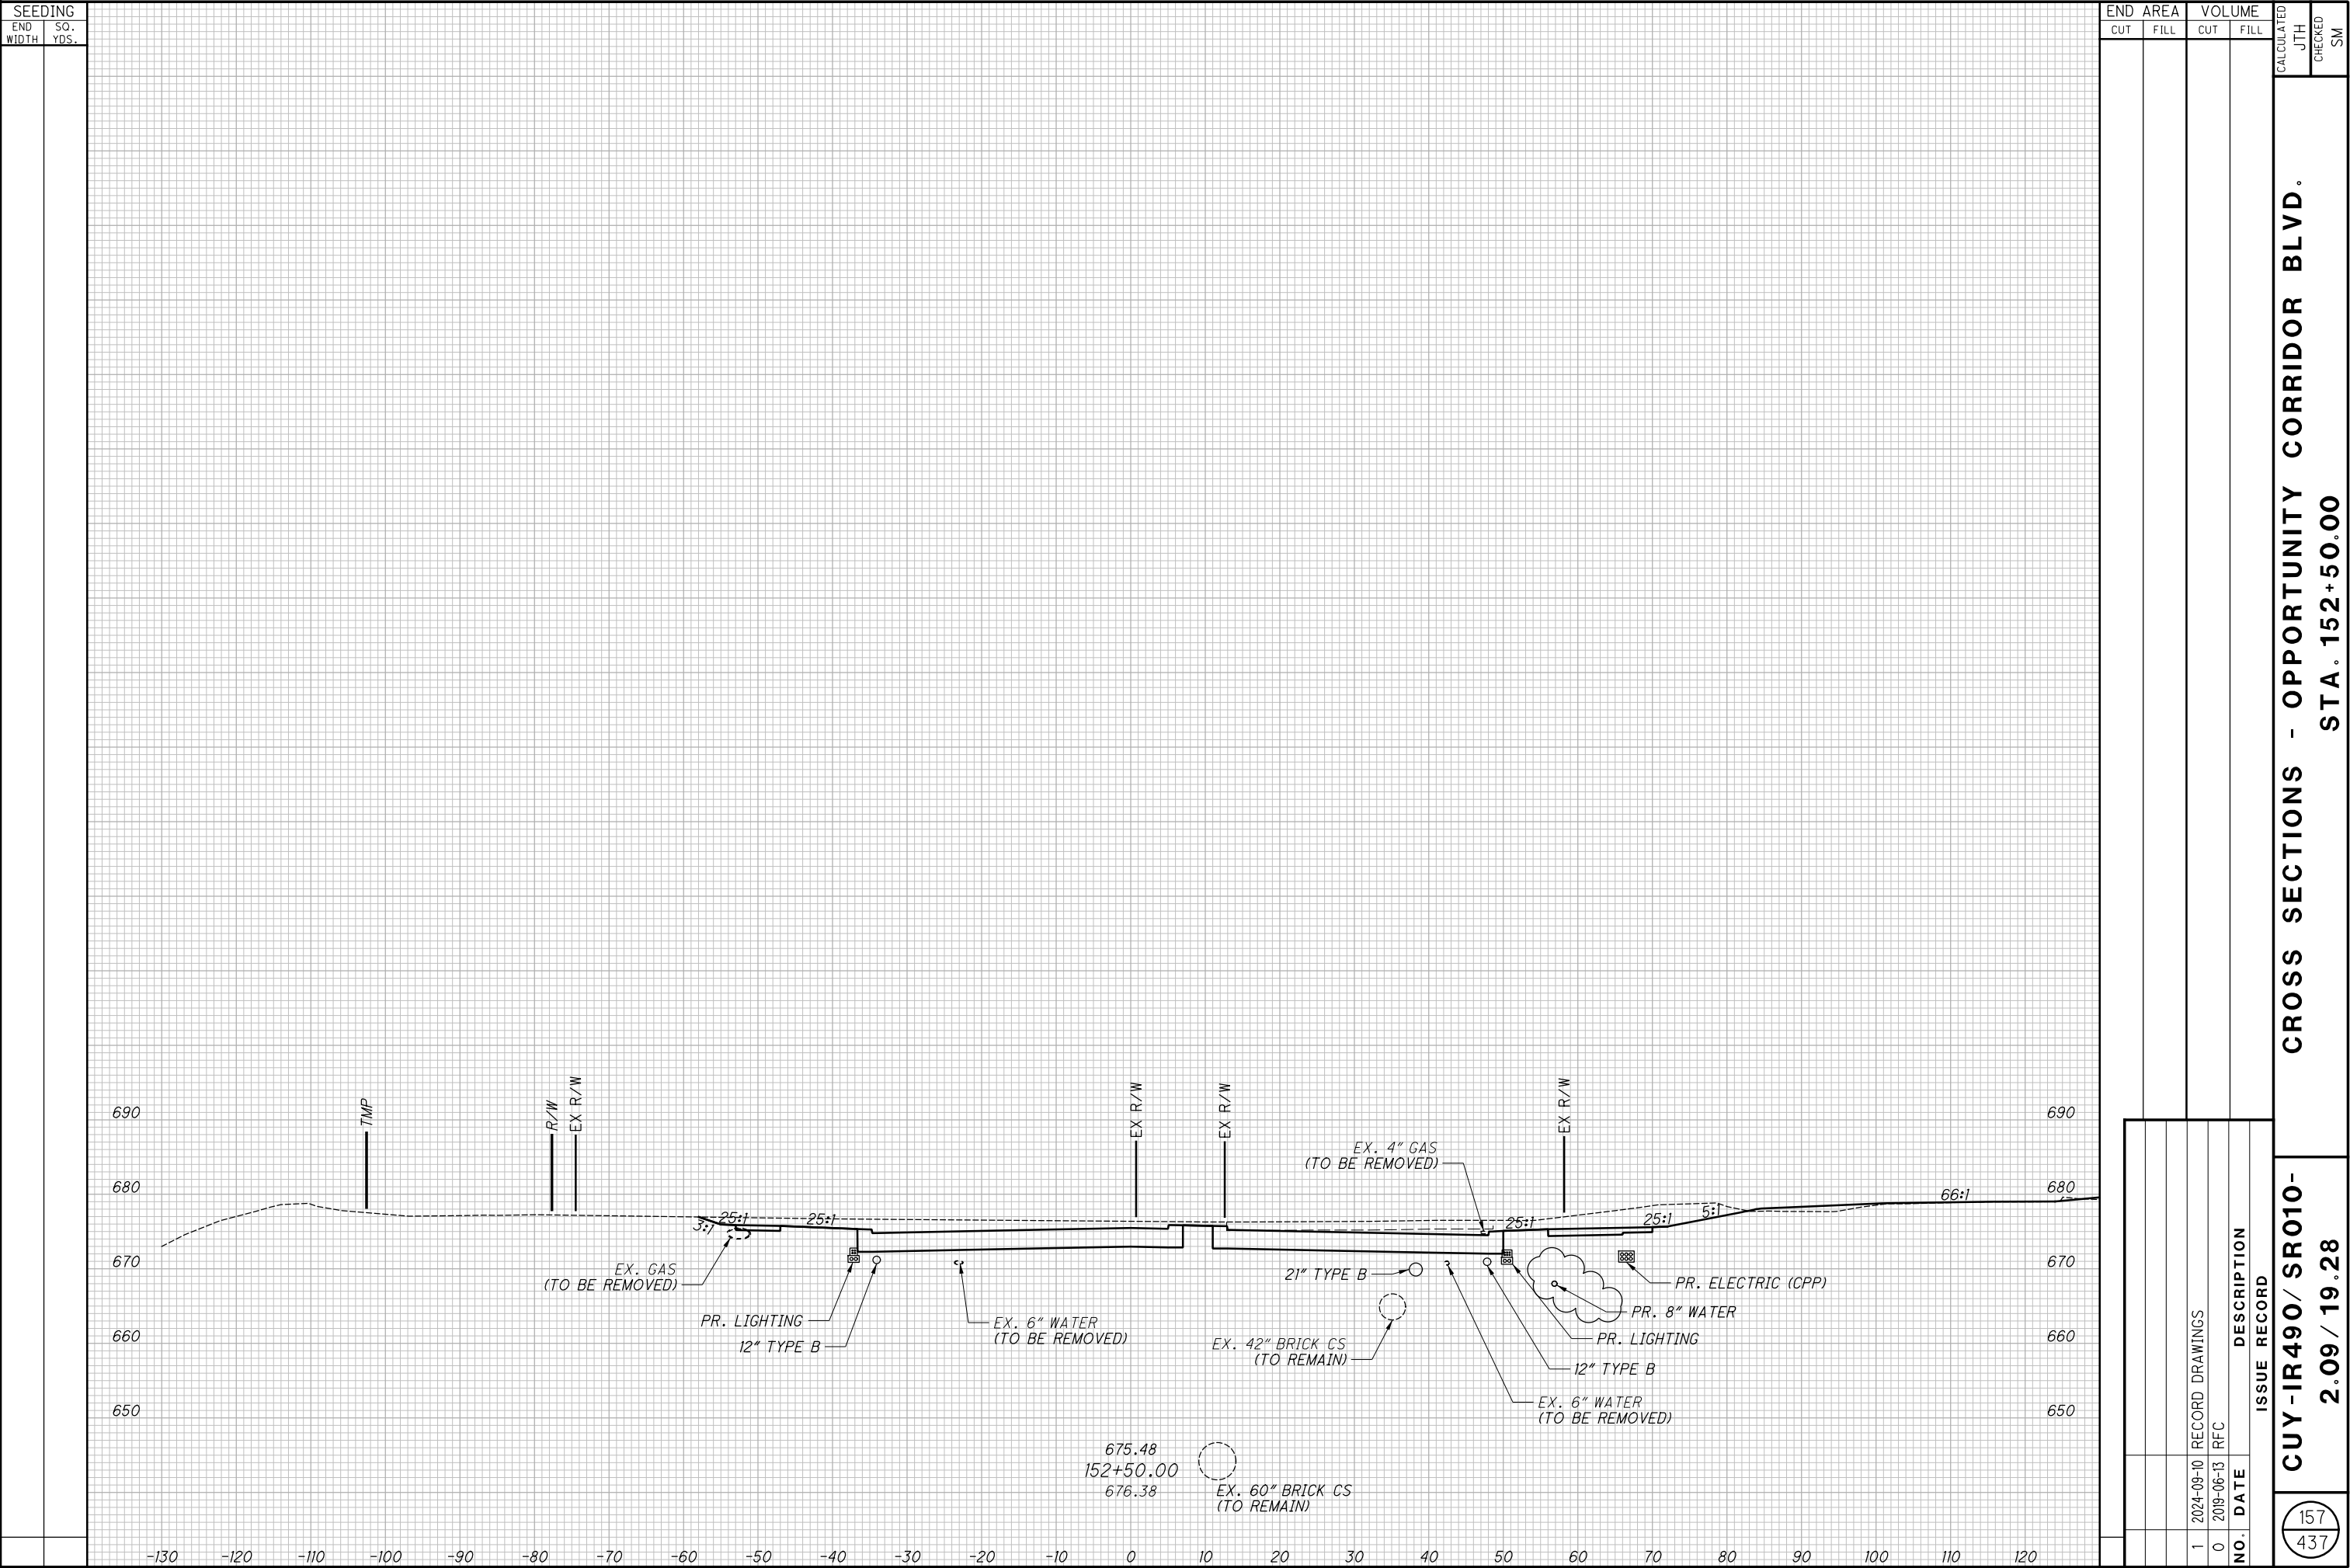 SEEDING
END WIDTH
SQ. YDS.
END AREA
VOLUME
CUT
FILL
CUT
FILL
CALCULATED
JTH
CHECKED
SM
CROSS SECTIONS - OPPORTUNITY CORRIDOR BLVD.
STA. 152+50.00
TMP
R/W
EX R/W
EX R/W
EX R/W
EX R/W
690
690
680
680
670
670
660
660
650
650
EX. 4" GAS
(TO BE REMOVED)
3:1
25:1
25:1
25:1
25:1
5:1
66:1
EX. GAS
(TO BE REMOVED)
PR. LIGHTING
12" TYPE B
EX. 6" WATER
(TO BE REMOVED)
21" TYPE B
EX. 42" BRICK CS
(TO REMAIN)
PR. ELECTRIC (CPP)
PR. 8" WATER
PR. LIGHTING
12" TYPE B
EX. 6" WATER
(TO BE REMOVED)
675.48
152+50.00
676.38
EX. 60" BRICK CS
(TO REMAIN)
-130 -120 -110 -100 -90 -80 -70 -60 -50 -40 -30 -20 -10 0 10 20 30 40 50 60 70 80 90 100 110 120
1 2024-09-10 RECORD DRAWINGS
0 2019-06-13 RFC
NO. DATE DESCRIPTION
ISSUE RECORD
CUY-IR490/SR010-
2.09/19.28
157
437